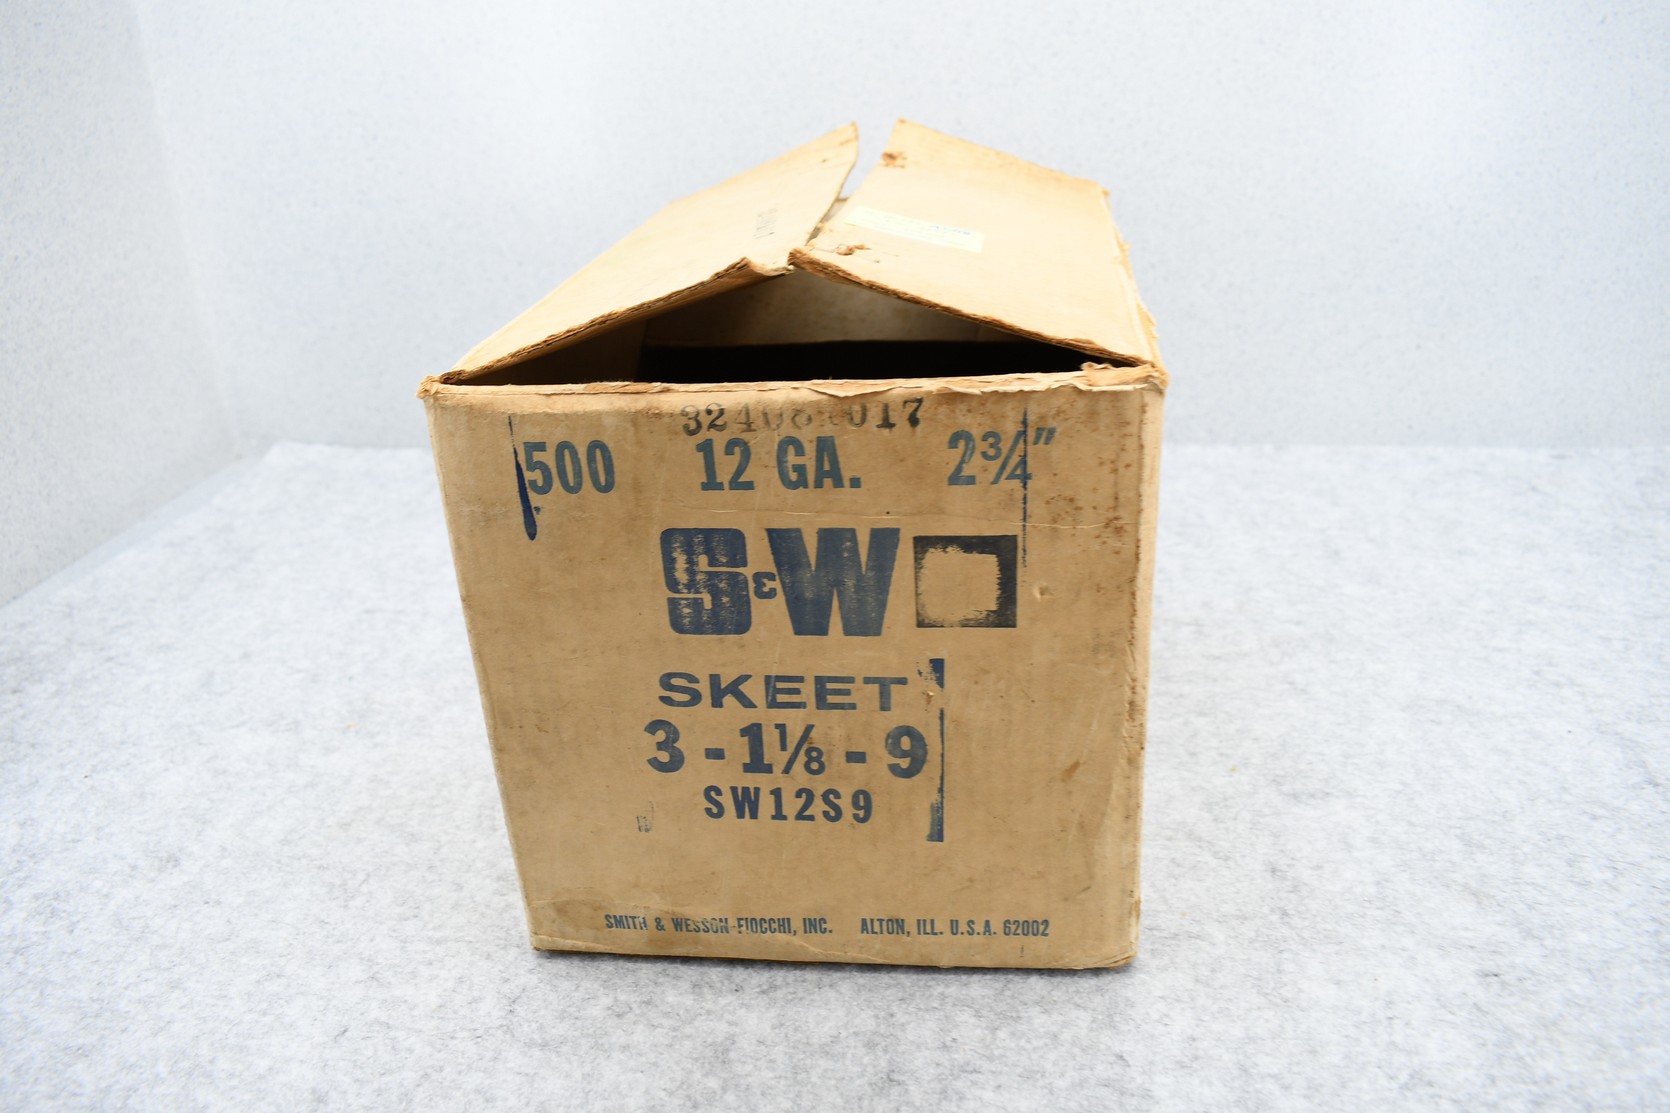 500 12 GA. 2¾"
S&W
SKEET
3 - 1⅛ - 9
SW12S9
SMITH & WESSON-FIOCCHI, INC. ALTON, ILL. U.S.A. 62002